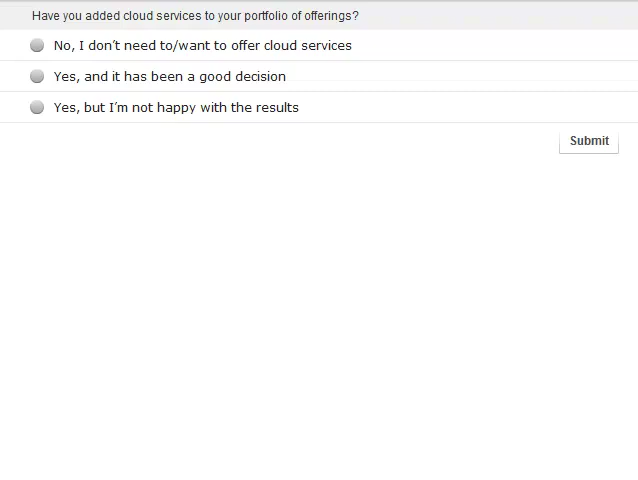 Have you added cloud services to your portfolio of offerings?
No, I don’t need to/want to offer cloud services
Yes, and it has been a good decision
Yes, but I’m not happy with the results
Submit